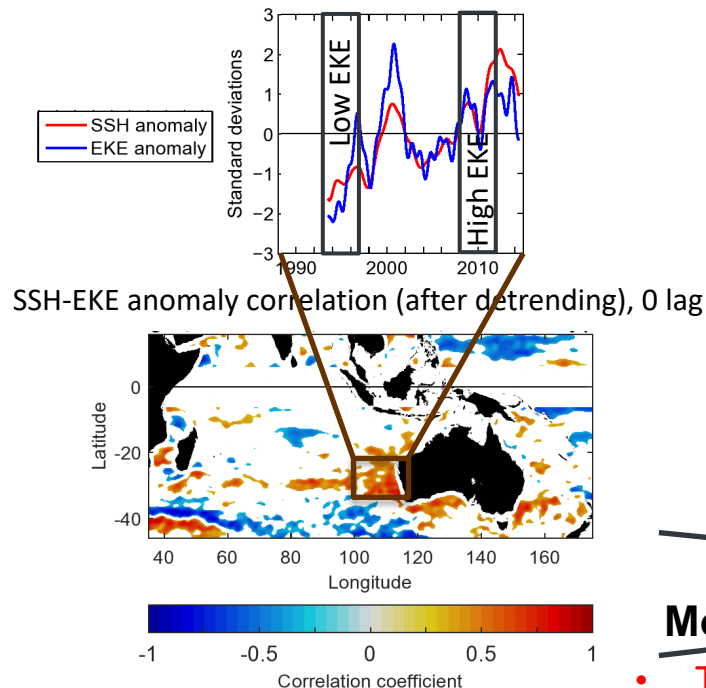 3
2
1
0
−1
−2
−3
Standard deviations
Low EKE
High EKE
SSH anomaly
EKE anomaly
1990
2000
2010
SSH-EKE anomaly correlation (after detrending), 0 lag
0
-20
-40
Latitude
40
60
80
100
120
140
160
Longitude
-1
-0.5
0
0.5
1
Correlation coefficient
• T